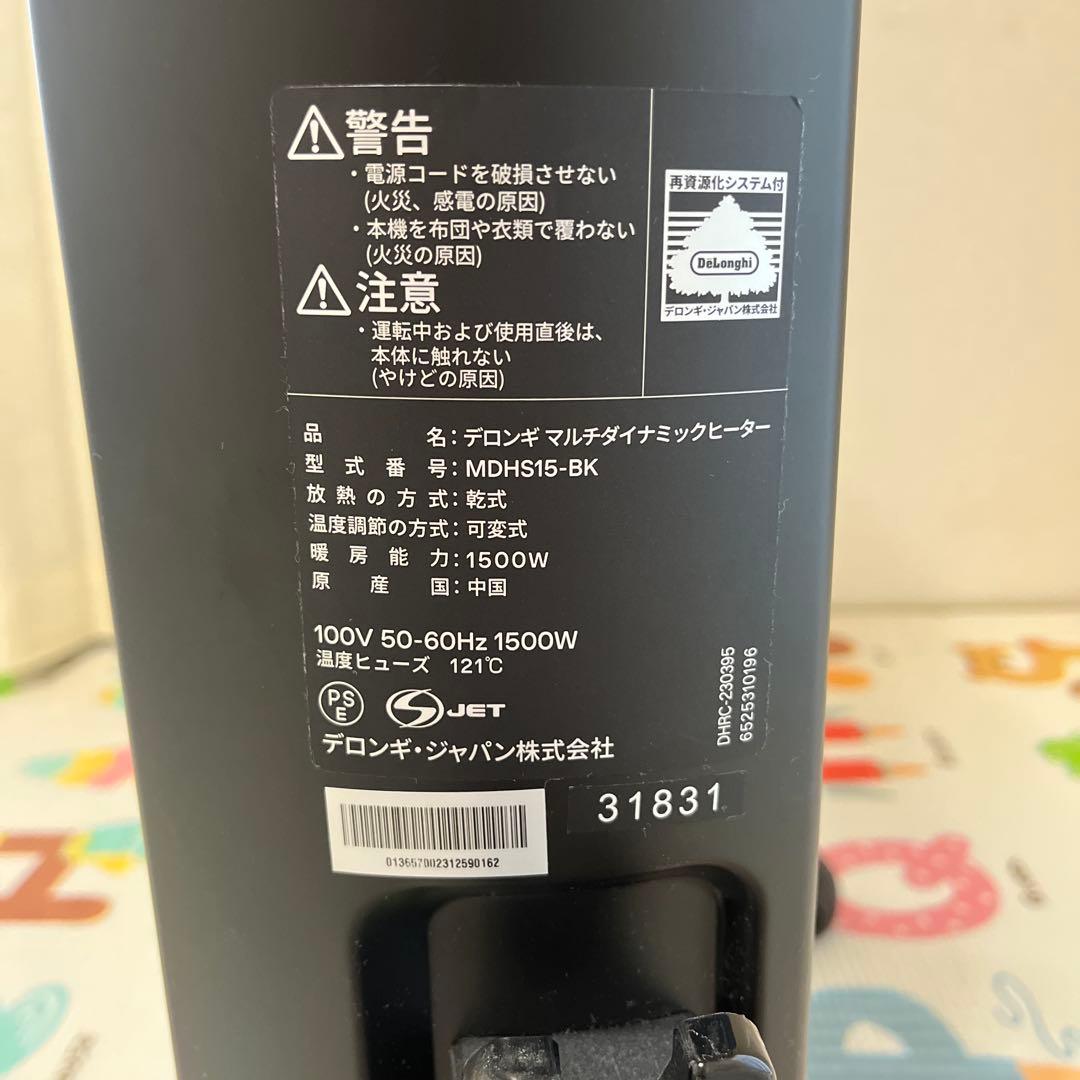 警告
・電源コードを破損させない
(火災、感電の原因)
・本機を布団や衣類で覆わない
(火災の原因)
注意
・運転中および使用直後は、
本体に触れない
(やけどの原因)
再資源化システム付
DeLonghi
デロンギ・ジャパン株式会社
品名:デロンギ マルチダイナミックヒーター
型式番号:MDHS15-BK
放熱の方式:乾式
温度調節の方式:可変式
暖房能力:1500W
原産国:中国
100V 50-60Hz 1500W
温度ヒューズ 121℃
PSE
JET
デロンギ・ジャパン株式会社
DHRC-230395
6525310196
31831
013657002312590162